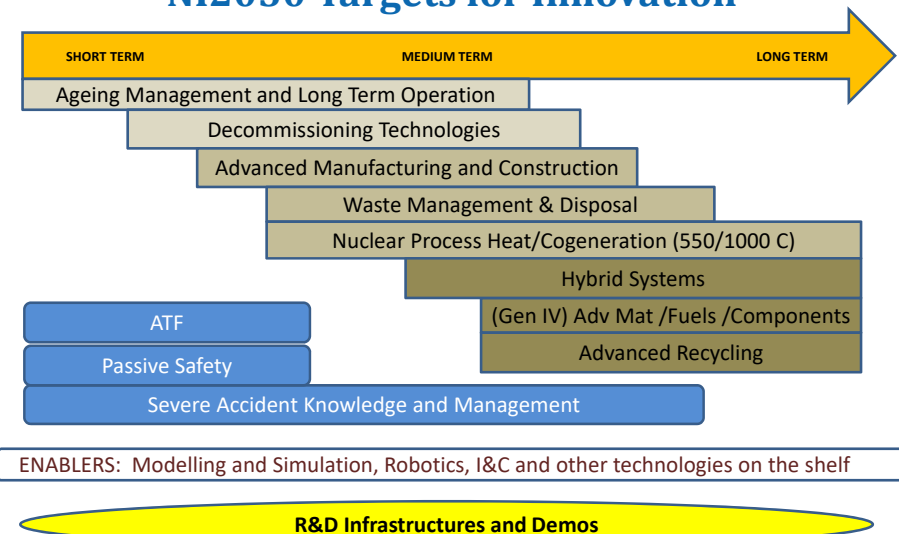 NI2050 Targets for Innovation
SHORT TERM MEDIUM TERM LONG TERM
Ageing Management and Long Term Operation
Decommissioning Technologies
Advanced Manufacturing and Construction
Waste Management & Disposal
Nuclear Process Heat/Cogeneration (550/1000 C)
Hybrid Systems
ATF
(Gen IV) Adv Mat /Fuels /Components
Passive Safety
Advanced Recycling
Severe Accident Knowledge and Management
ENABLERS: Modelling and Simulation, Robotics, I&C and other technologies on the shelf
R&D Infrastructures and Demos